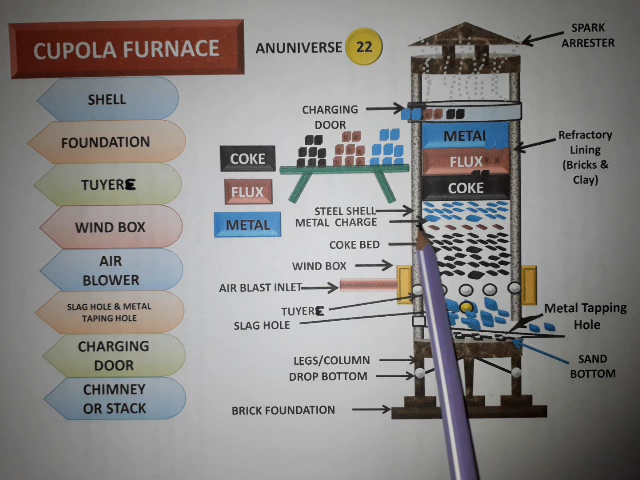 CUPOLA FURNACE
ANUNIVERSE 22
SHELL
FOUNDATION
TUYERE
WIND BOX
AIR
BLOWER
SLAG HOLE & METAL
TAPING HOLE
CHARGING
DOOR
CHIMNEY
OR STACK
COKE
FLUX
METAL
CHARGING
DOOR
STEEL SHELL
METAL CHARGE
COKE BED
WIND BOX
AIR BLAST INLET
TUYERE
SLAG HOLE
LEGS/COLUMN
DROP BOTTOM
BRICK FOUNDATION
METAL
FLUX
COKE
SPARK
ARRESTER
Refractory
Lining
(Bricks &
Clay)
Metal Tapping
Hole
SAND
BOTTOM